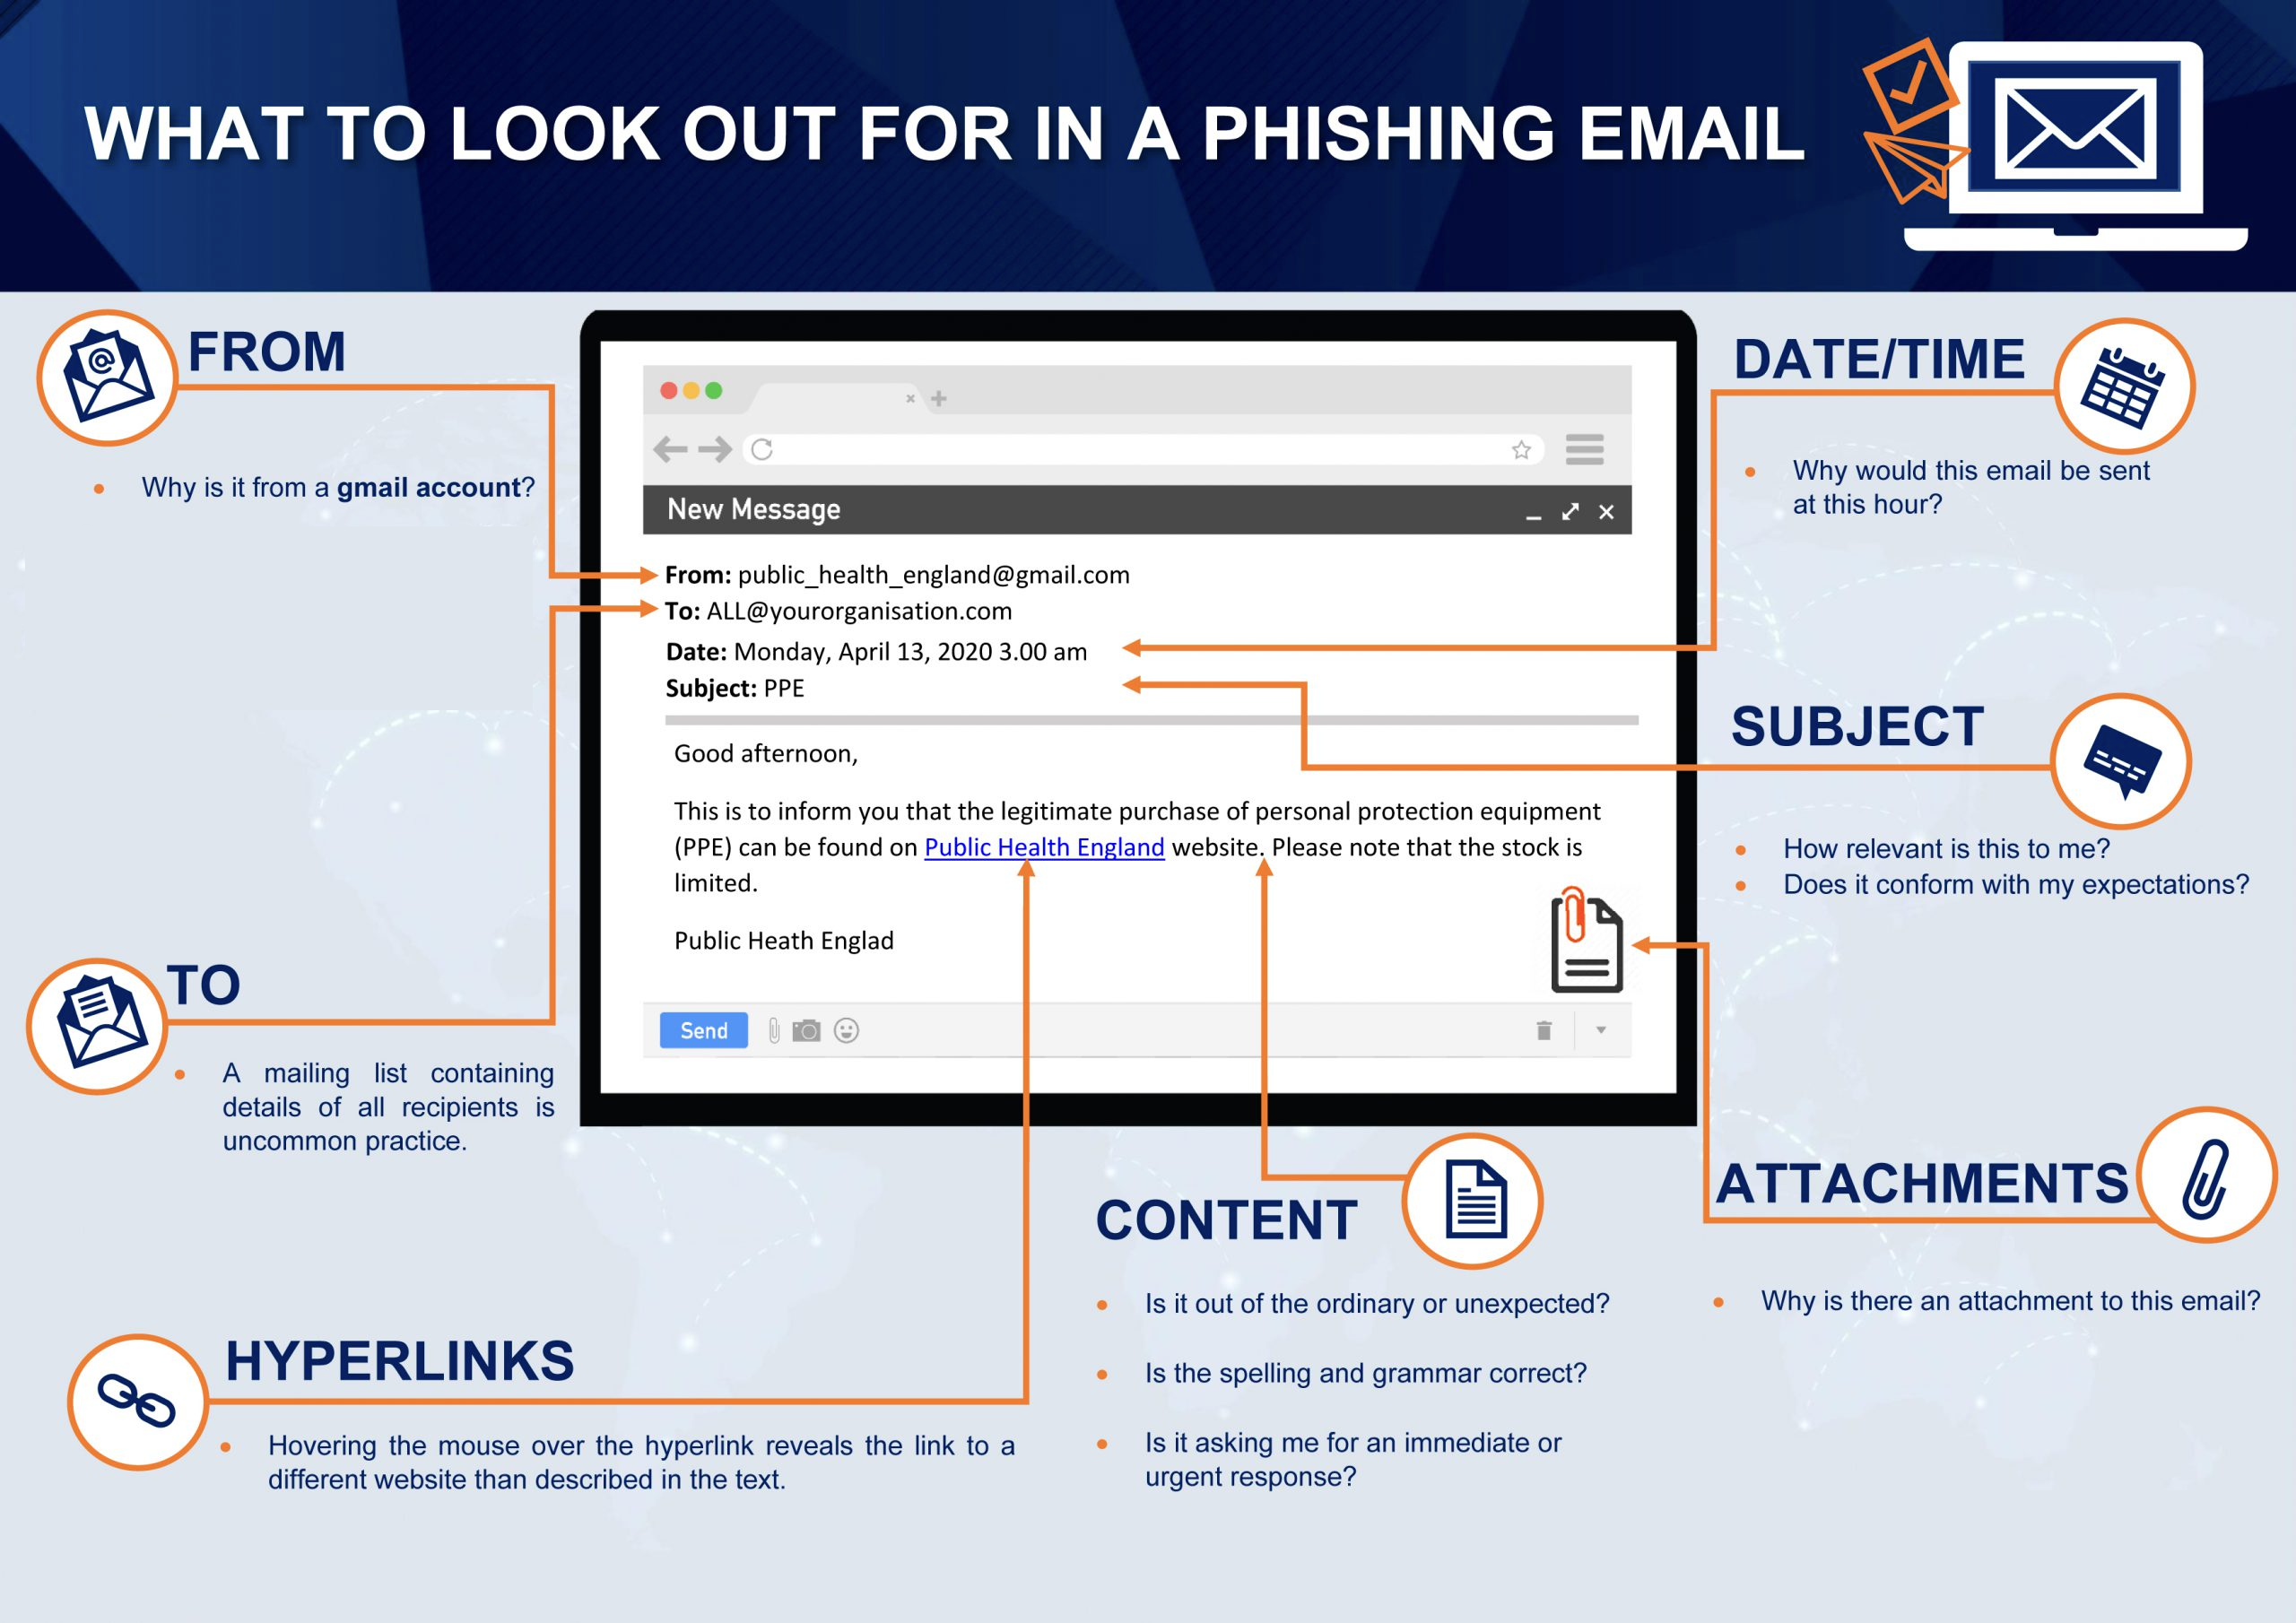 WHAT TO LOOK OUT FOR IN A PHISHING EMAIL
FROM
Why is it from a gmail account?
TO
A mailing list containing
details of all recipients is
uncommon practice.
HYPERLINKS
Hovering the mouse over the hyperlink reveals the link to a
different website than described in the text.
New Message
From: public_health_england@gmail.com
To: ALL@yourorganisation.com
Date: Monday, April 13, 2020 3.00 am
Subject: PPE
Good afternoon,
This is to inform you that the legitimate purchase of personal protection equipment
(PPE) can be found on Public Health England website. Please note that the stock is
limited.
Public Heath Englad
Send
CONTENT
Is it out of the ordinary or unexpected?
Is the spelling and grammar correct?
Is it asking me for an immediate or
urgent response?
DATE/TIME
Why would this email be sent
at this hour?
SUBJECT
How relevant is this to me?
Does it conform with my expectations?
ATTACHMENTS
Why is there an attachment to this email?